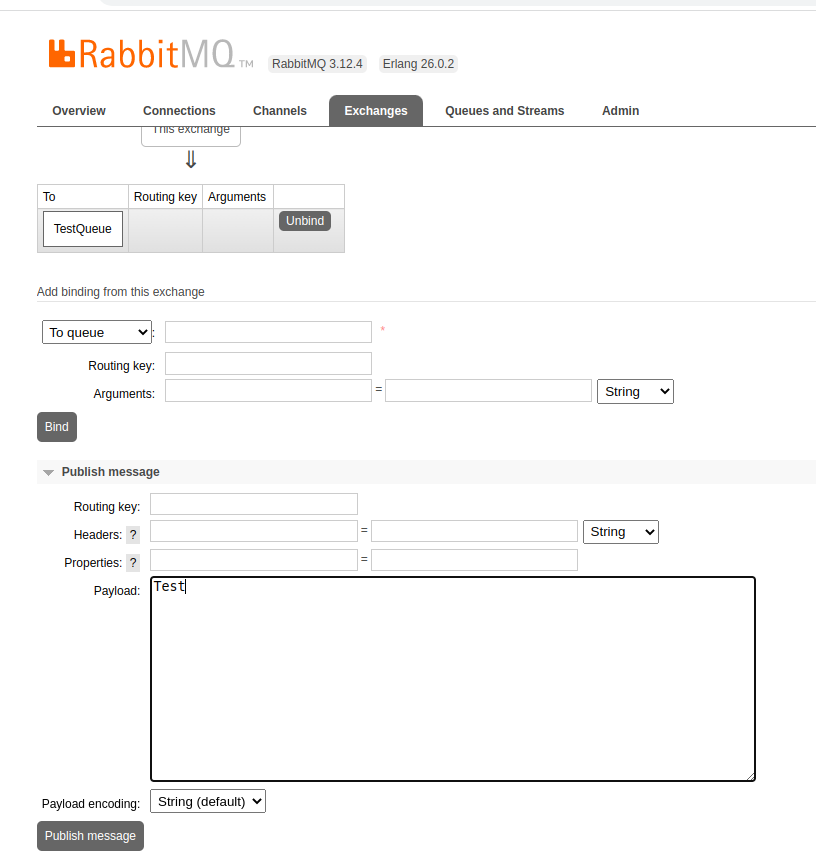 RabbitMQ TM RabbitMQ 3.12.4 Erlang 26.0.2
Overview Connections Channels Exchanges Queues and Streams Admin
This exchange
⇓
To Routing key Arguments
TestQueue Unbind
Add binding from this exchange
To queue : *
Routing key:
Arguments: = String
Bind
Publish message
Routing key:
Headers: ? = String
Properties: ? =
Payload: Test
Payload encoding: String (default)
Publish message